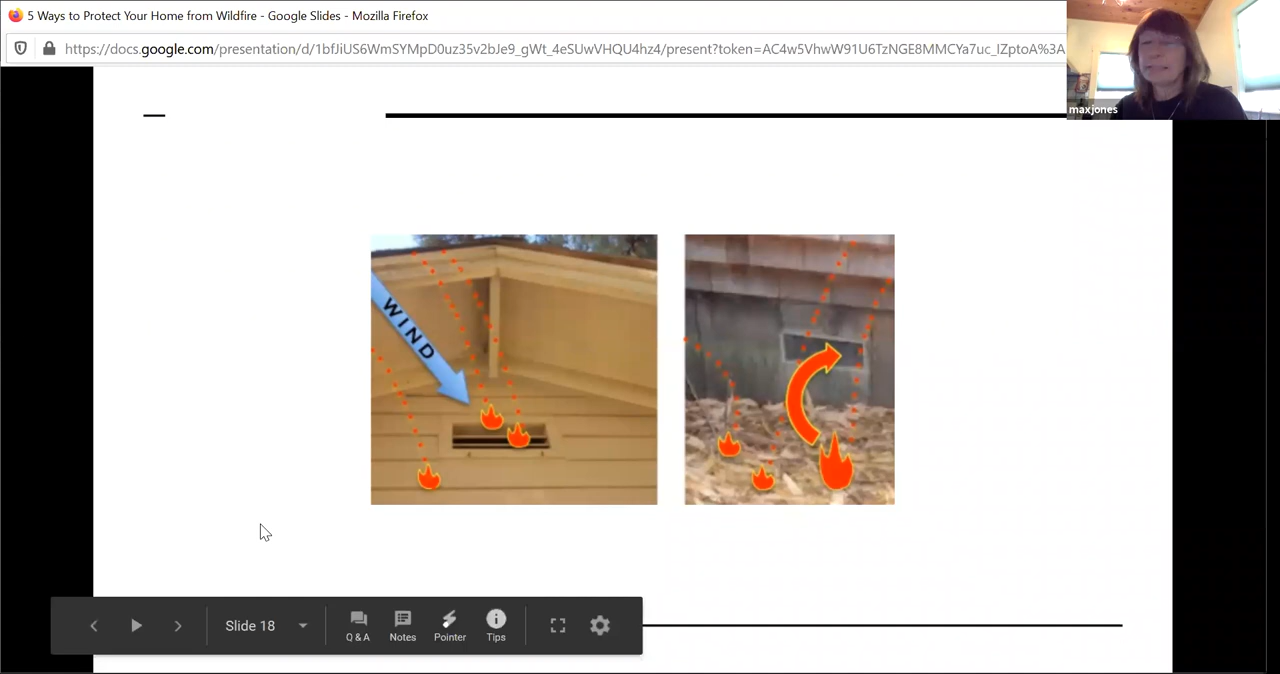 5 Ways to Protect Your Home from Wildfire - Google Slides - Mozilla Firefox
https://docs.google.com/presentation/d/1bfJiUS6WmSYMpD0uz35v2bJe9_gWt_4eSUwVHQU4hz4/present?token=AC4w5VhwW91U6TzNGE8MMCYa7uc_lZptoA%3A
maxjones
WIND
Slide 18
Q & A
Notes
Pointer
Tips